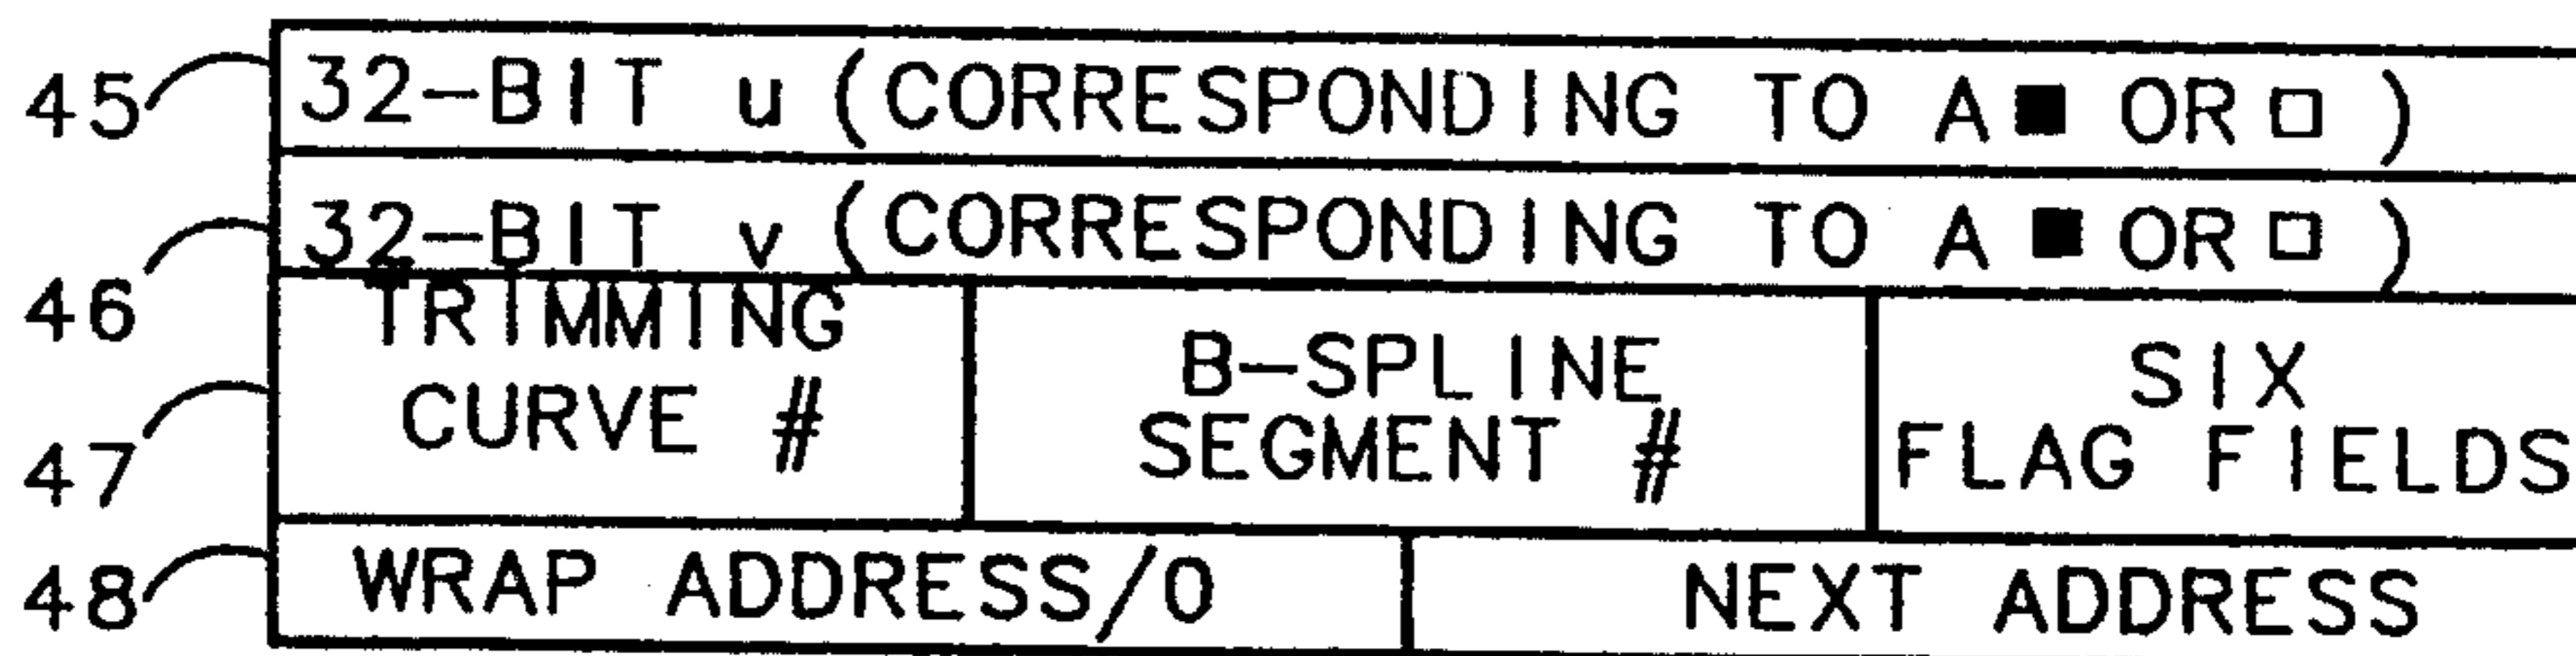 45 32-BIT u (CORRESPONDING TO A ■ OR □ )
46 32-BIT v (CORRESPONDING TO A ■ OR □ )
47
TRIMMING
CURVE #
B-SPLINE
SEGMENT #
SIX
FLAG FIELDS
48 WRAP ADDRESS/0 NEXT ADDRESS